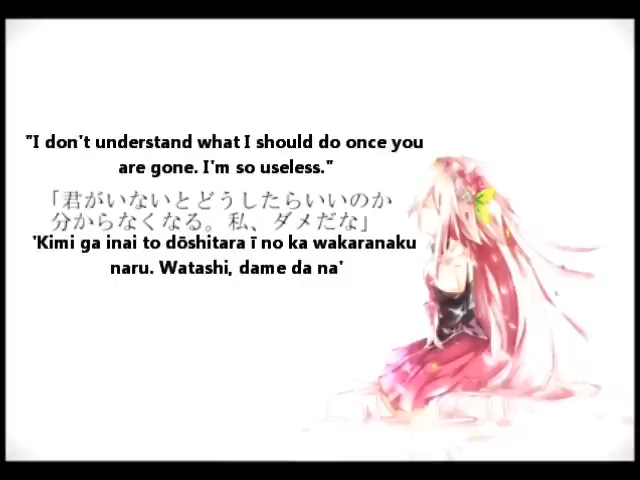 "I don't understand what I should do once you
are gone. I'm so useless."
「君がいないとどうしたらいいのか
分からなくなる。私、ダメだな」
'Kimi ga inai to dōshitara ī no ka wakaranaku
naru. Watashi, dame da na'